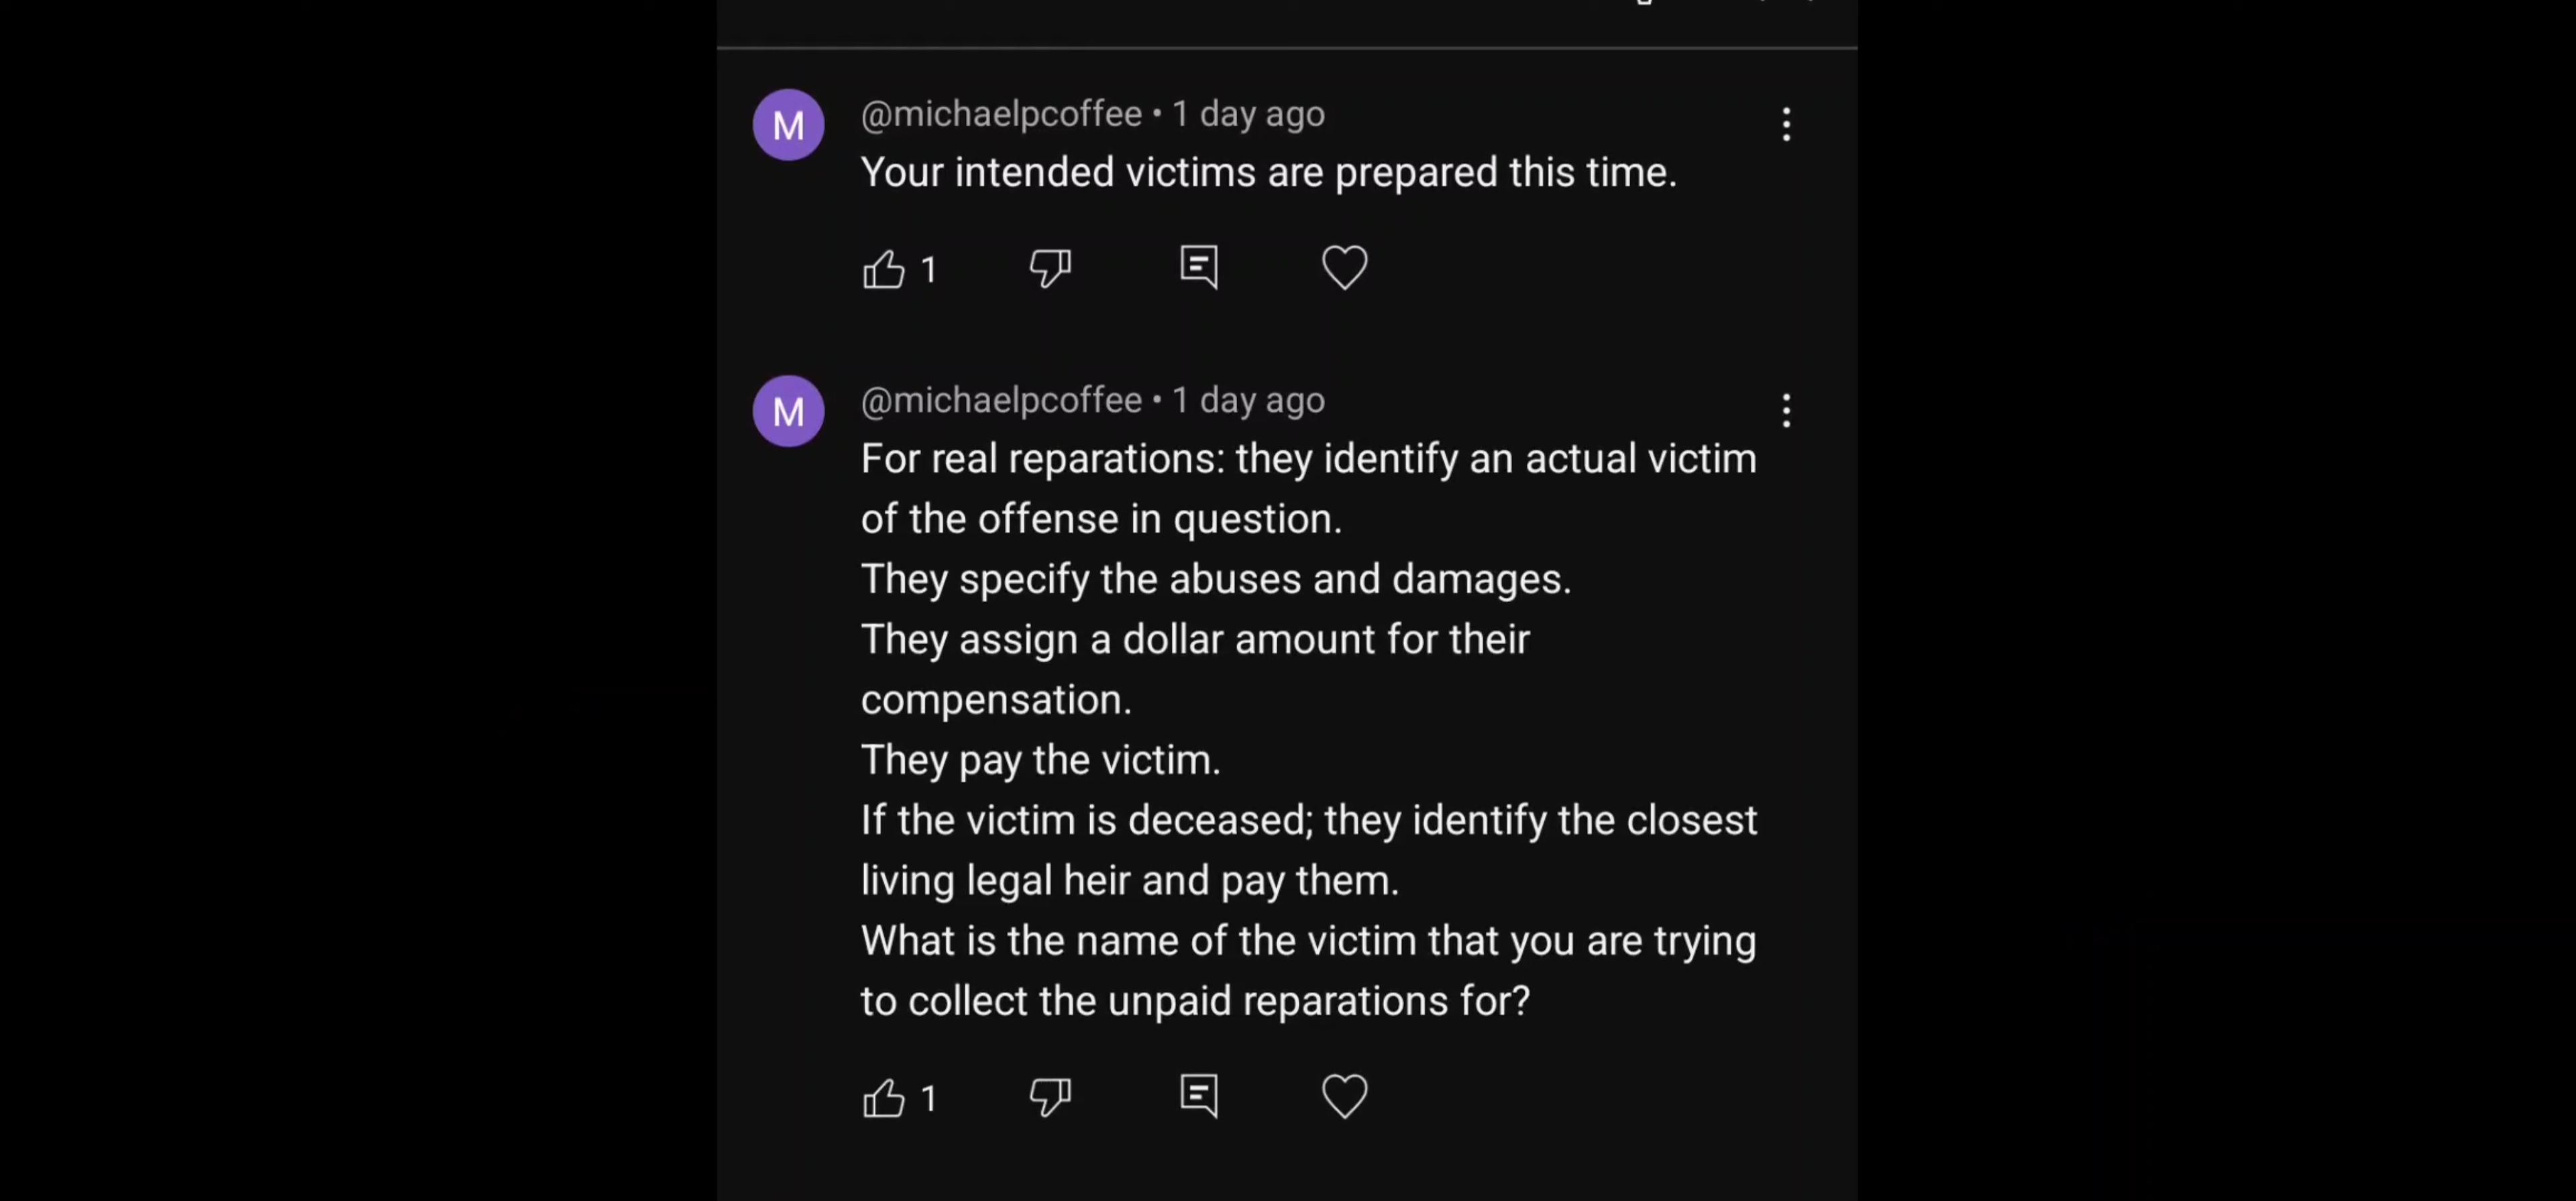 M
@michaelpcoffee • 1 day ago
Your intended victims are prepared this time.
1
M
@michaelpcoffee • 1 day ago
For real reparations: they identify an actual victim
of the offense in question.
They specify the abuses and damages.
They assign a dollar amount for their
compensation.
They pay the victim.
If the victim is deceased; they identify the closest
living legal heir and pay them.
What is the name of the victim that you are trying
to collect the unpaid reparations for?
1